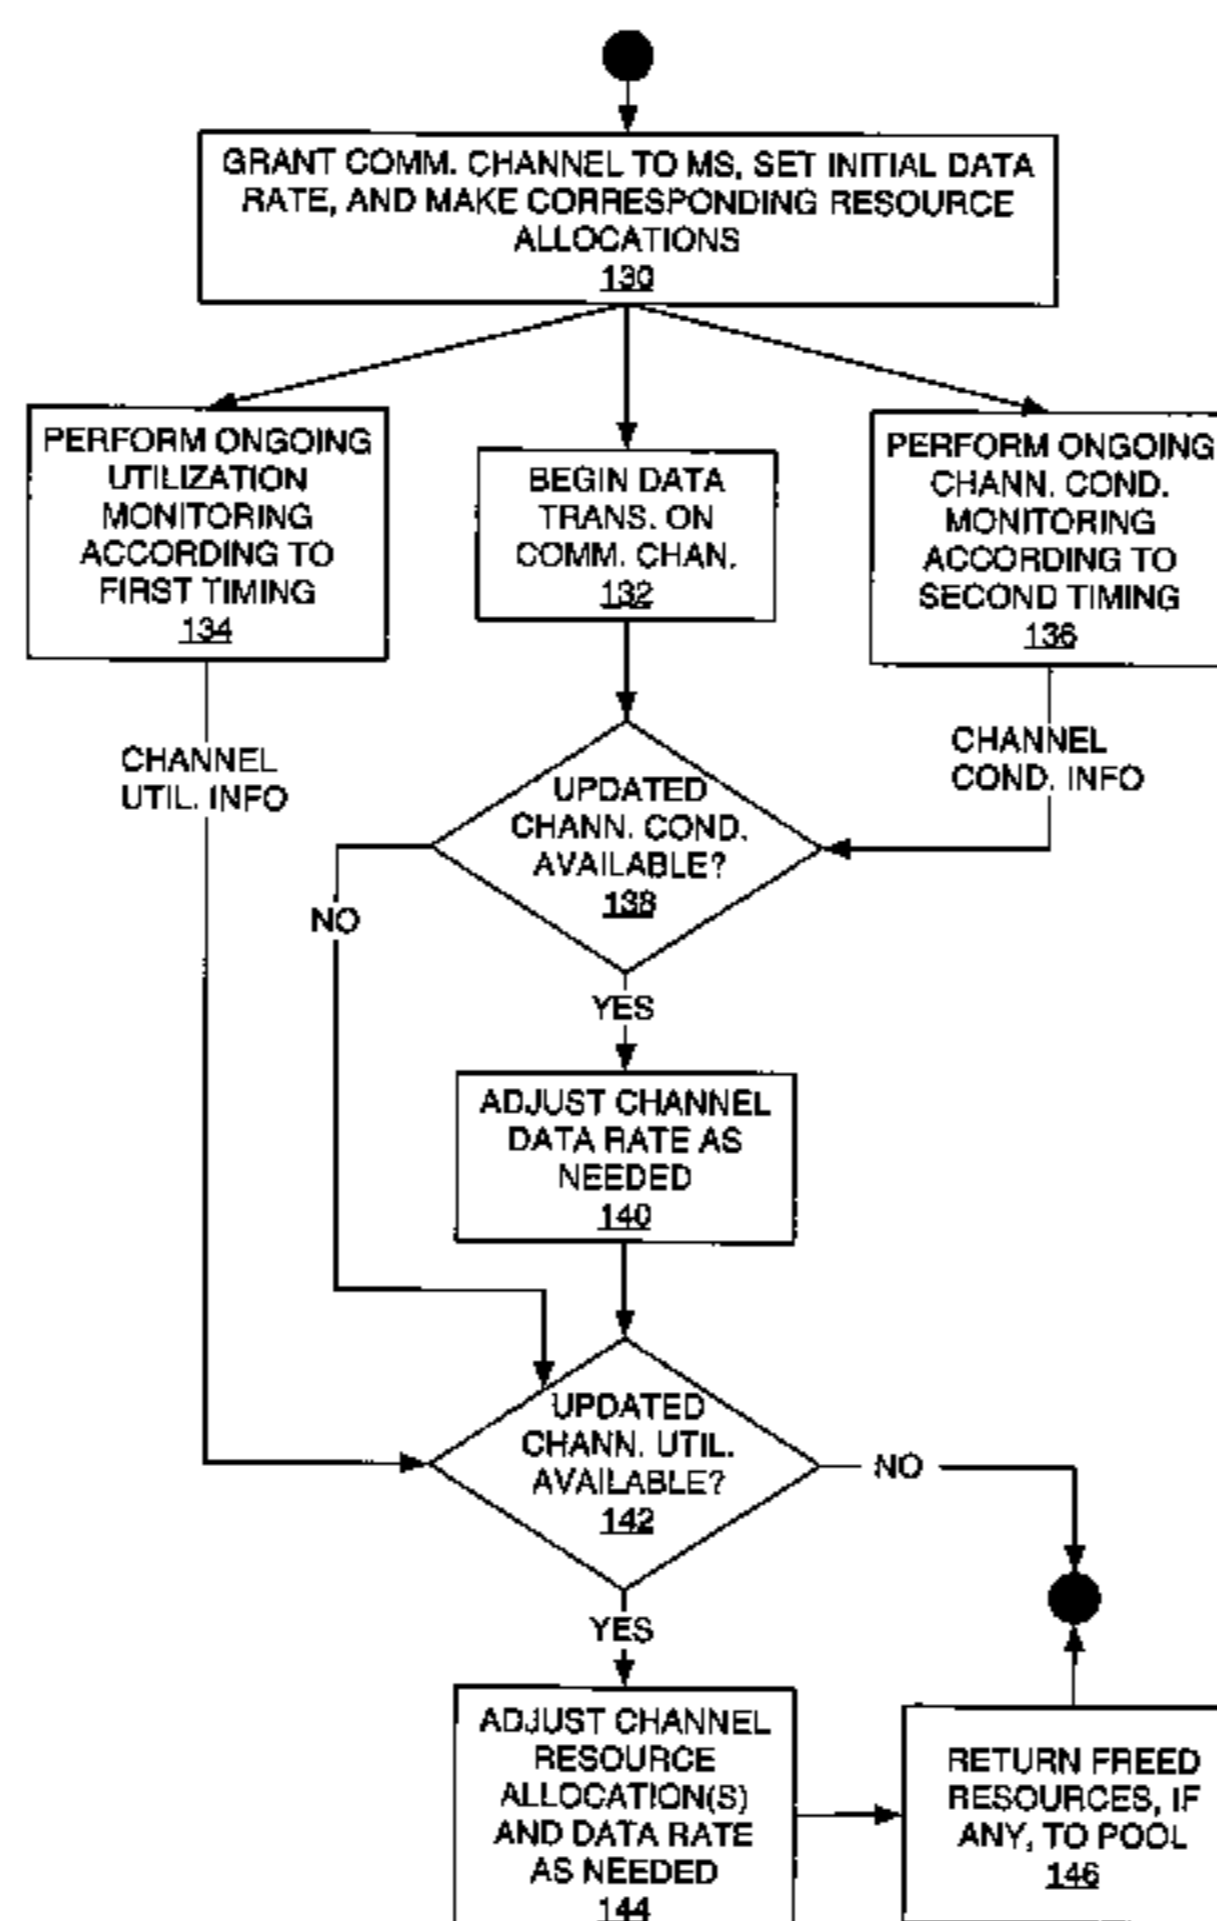 GRANT COMM. CHANNEL TO MS, SET INITIAL DATA
RATE, AND MAKE CORRESPONDING RESOURCE
ALLOCATIONS
130
PERFORM ONGOING
UTILIZATION
MONITORING
ACCORDING TO
FIRST TIMING
134
BEGIN DATA
TRANS. ON
COMM. CHAN.
132
PERFORM ONGOING
CHANN. COND.
MONITORING
ACCORDING TO
SECOND TIMING
136
CHANNEL
UTIL. INFO
CHANNEL
COND. INFO
UPDATED
CHANN. COND.
AVAILABLE?
138
NO
YES
ADJUST CHANNEL
DATA RATE AS
NEEDED
140
UPDATED
CHANN. UTIL.
AVAILABLE?
142
NO
YES
ADJUST CHANNEL
RESOURCE
ALLOCATION(S)
AND DATA RATE
AS NEEDED
144
RETURN FREED
RESOURCES, IF
ANY, TO POOL
146